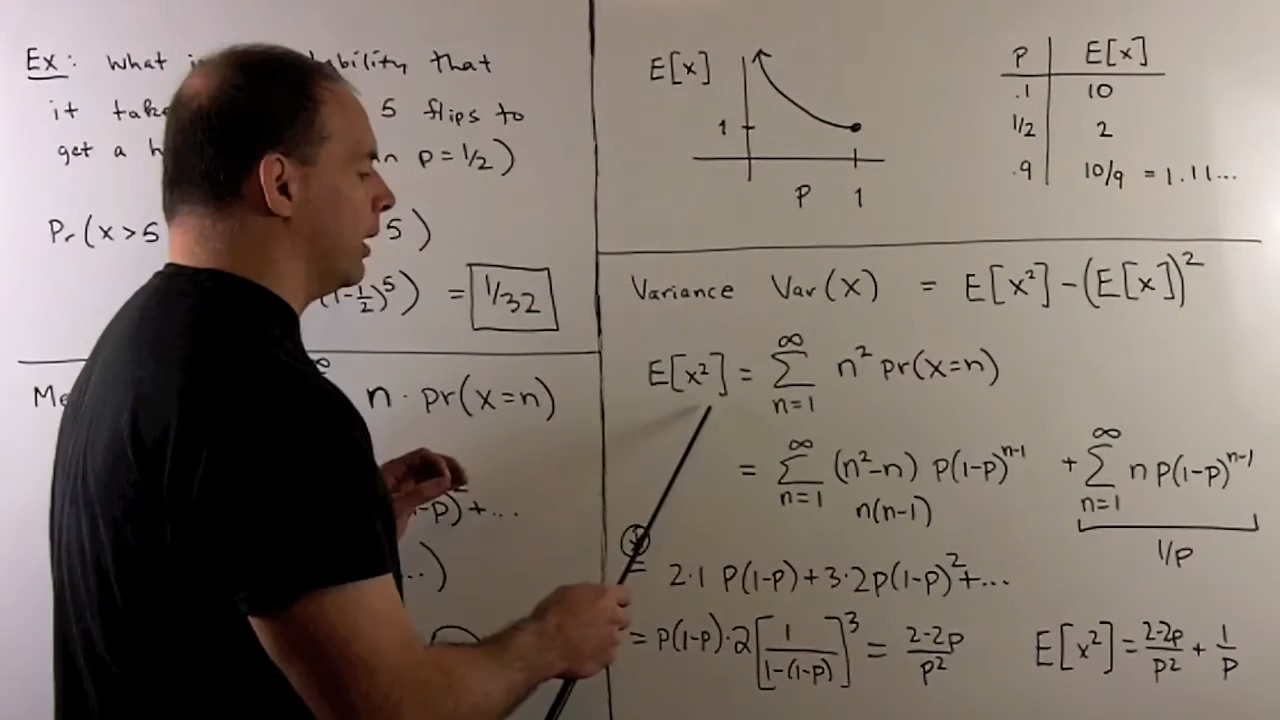 Ex: What i ability that
it take 5 flips to
get a h n p=1/2)
Pr(x>5 5)
(1-1/2)^5) = 1/32
Me ∞ n · pr(x=n)
-p)^2+...
..)
E[x]
1
P 1
P E[x]
.1 10
1/2 2
.9 10/9 = 1.11...
Variance Var(x) = E[x²]-(E[x])²
E[x²] = ∑_{n=1}^{∞} n² pr(x=n)
= ∑_{n=1}^{∞} (n²-n) p(1-p)^{n-1} + ∑_{n=1}^{∞} n p(1-p)^{n-1}
n(n-1)
1/p
= 2·1 p(1-p)+3·2p(1-p)²+...
= p(1-p)·2[1/(1-(1-p))]³ = (2-2p)/p² E[x²] = (2-2p)/p² + 1/p